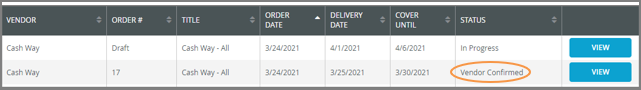 VENDOR ORDER # TITLE ORDER DATE DELIVERY DATE COVER UNTIL STATUS
Cash Way Draft Cash Way - All 3/24/2021 4/1/2021 4/6/2021 In Progress VIEW
Cash Way 17 Cash Way - All 3/24/2021 3/25/2021 3/30/2021 Vendor Confirmed VIEW